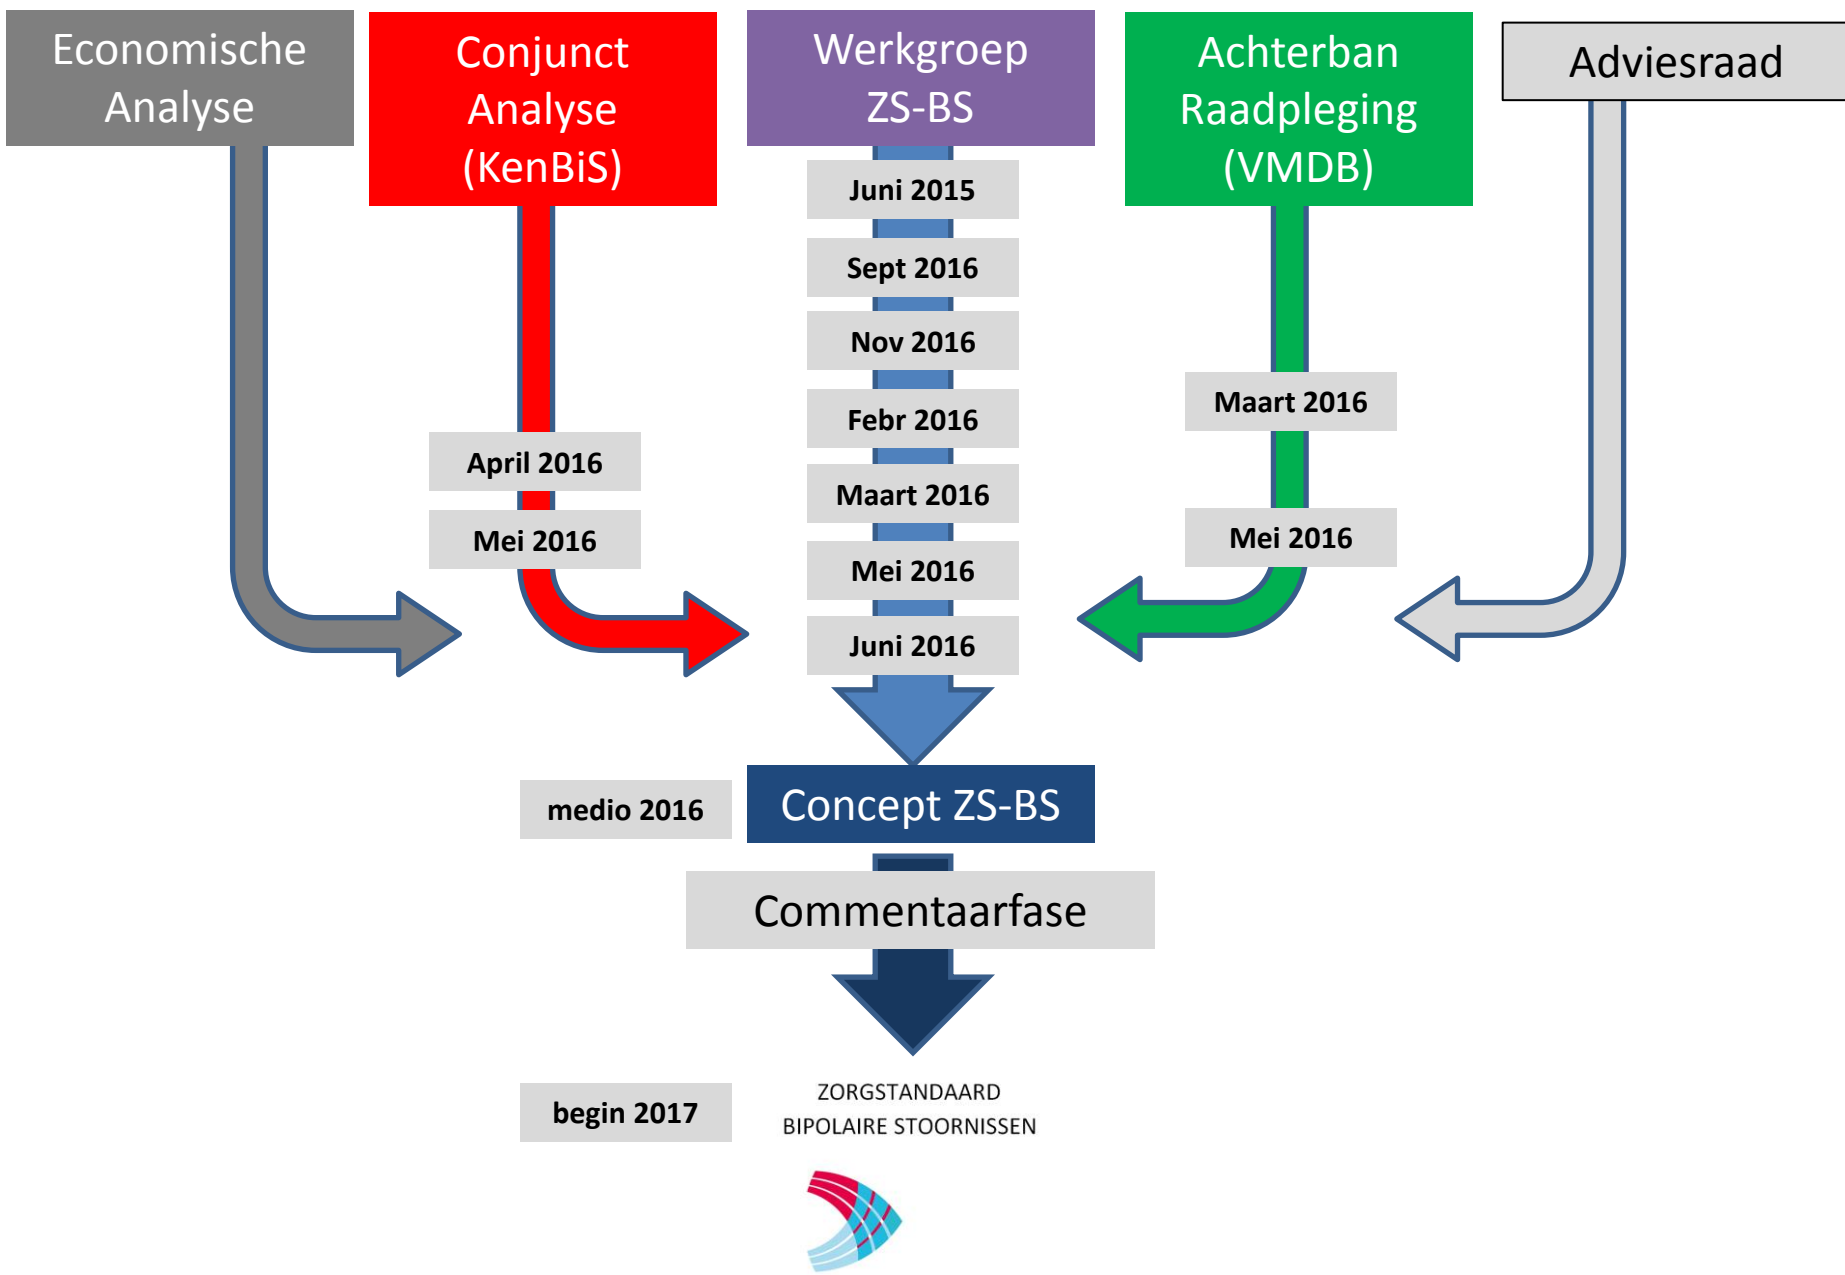 Economische
Analyse
Conjunct
Analyse
(KenBiS)
Werkgroep
ZS-BS
Achterban
Raadpleging
(VMDB)
Adviesraad
Juni 2015
Sept 2016
Nov 2016
Febr 2016
Maart 2016
Mei 2016
Juni 2016
April 2016
Mei 2016
Maart 2016
Mei 2016
medio 2016
Concept ZS-BS
Commentaarfase
begin 2017
ZORGSTANDAARD
BIPOLAIRE STOORNISSEN